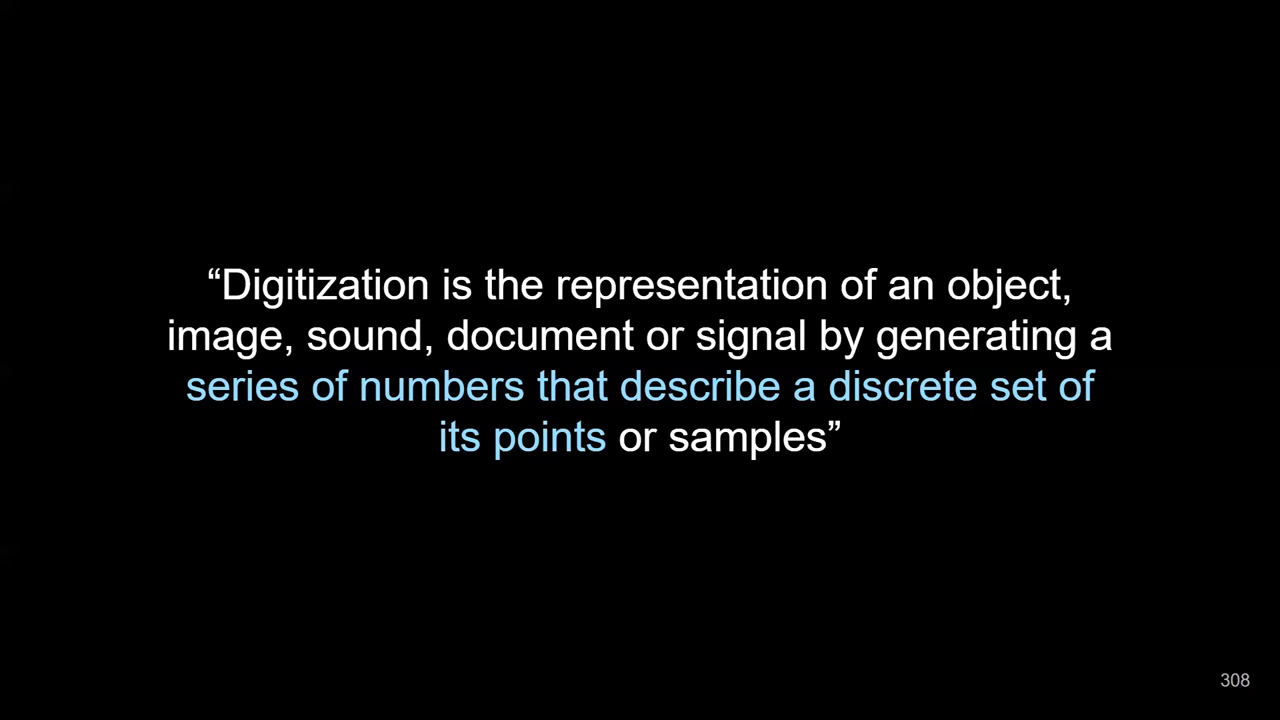 “Digitization is the representation of an object,
image, sound, document or signal by generating a
series of numbers that describe a discrete set of
its points or samples”
308